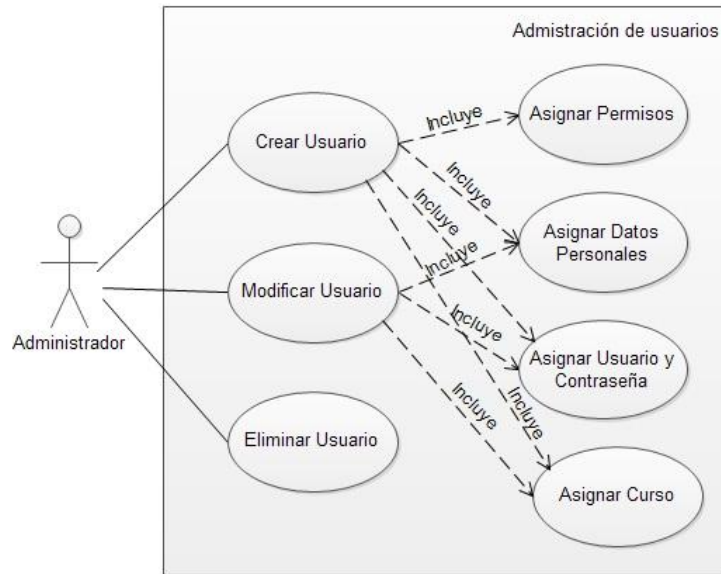 Admistración de usuarios
Crear Usuario
Incluye
Asignar Permisos
Incluye
Incluye
Asignar Datos
Personales
Incluye
Modificar Usuario
Administrador
Incluye
Asignar Usuario y
Contraseña
Incluye
Incluye
Eliminar Usuario
Asignar Curso